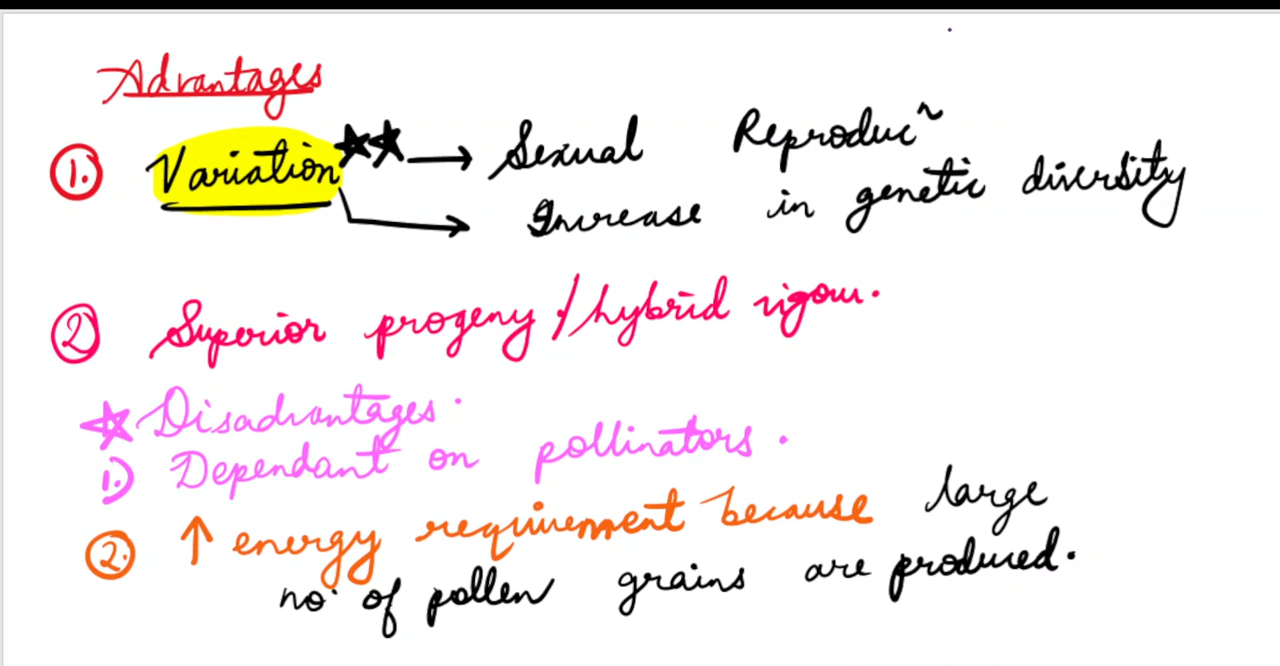 Advantages
1. Variation ★★ → Sexual Reproducⁿ
→ Increase in genetic diversity
2 Superior progeny / hybrid vigour.
☆ Disadvantages.
1.) Dependant on pollinators.
2. ↑ energy requirement because large
no. of pollen grains are produced.